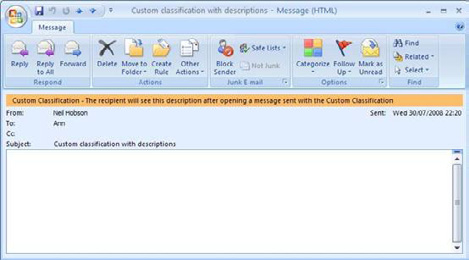 Custom classification with descriptions - Message (HTML)
Message
Reply
Reply to All
Forward
Respond
Delete
Move to Folder
Create Rule
Other Actions
Actions
Block Sender
Safe Lists
Not Junk
Junk E-mail
Categorize
Follow Up
Mark as Unread
Options
Find
Related
Select
Find
Custom Classification - The recipient will see this description after opening a message sent with the Custom Classification
From: Neil Hobson Sent: Wed 30/07/2008 22:20
To: Ann
Cc:
Subject: Custom classification with descriptions